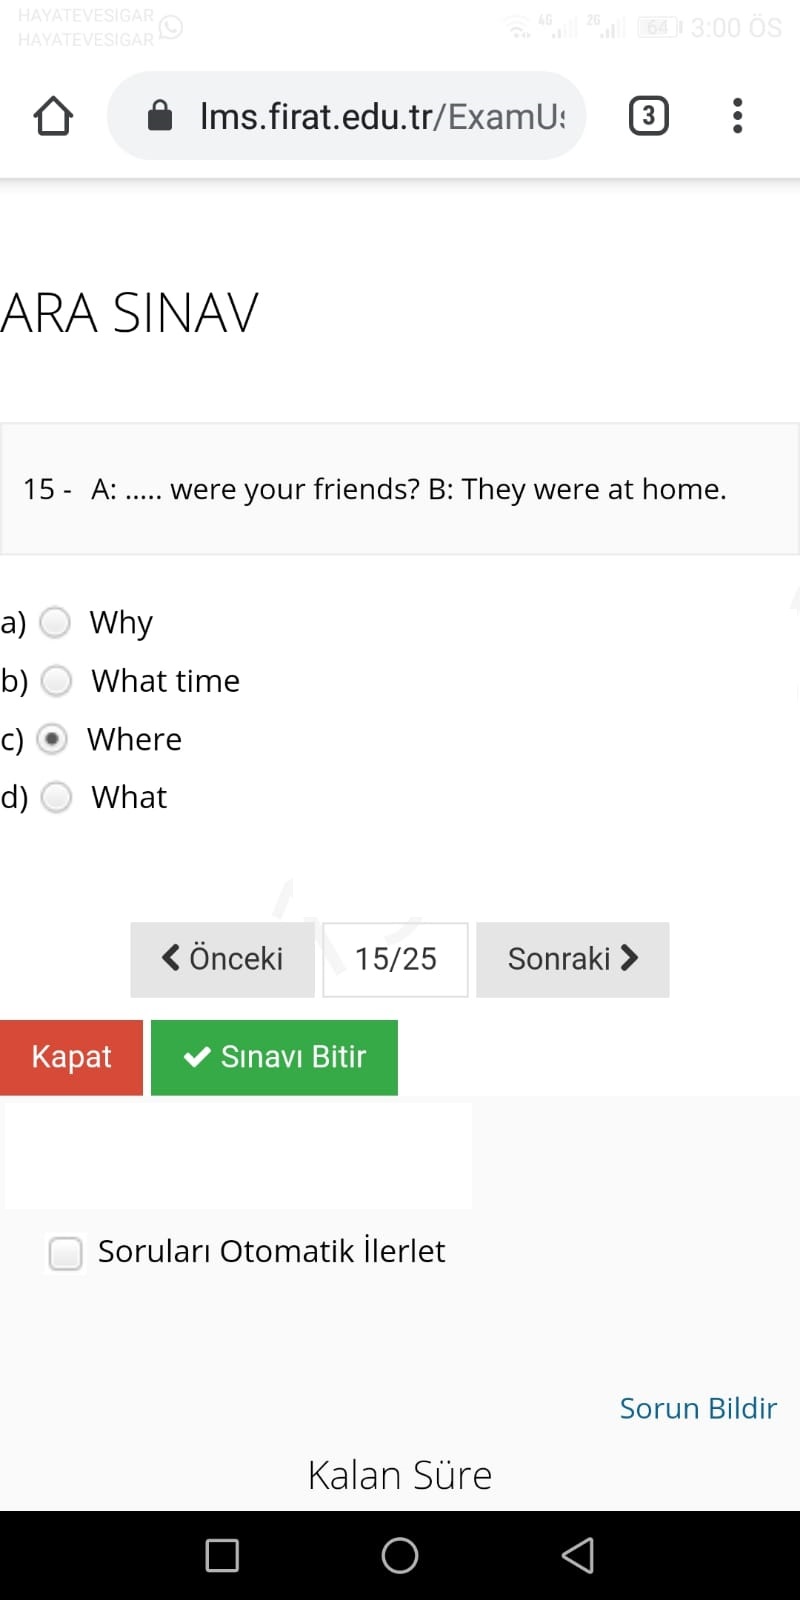 HAYATEVESIGAR
HAYATEVESIGAR
4G 2G 64 3:00 ÖS
lms.firat.edu.tr/ExamUs
3
ARA SINAV
15 - A: ..... were your friends? B: They were at home.
a) Why
b) What time
c) Where
d) What
Önceki 15/25 Sonraki
Kapat Sınavı Bitir
Soruları Otomatik İlerlet
Sorun Bildir
Kalan Süre